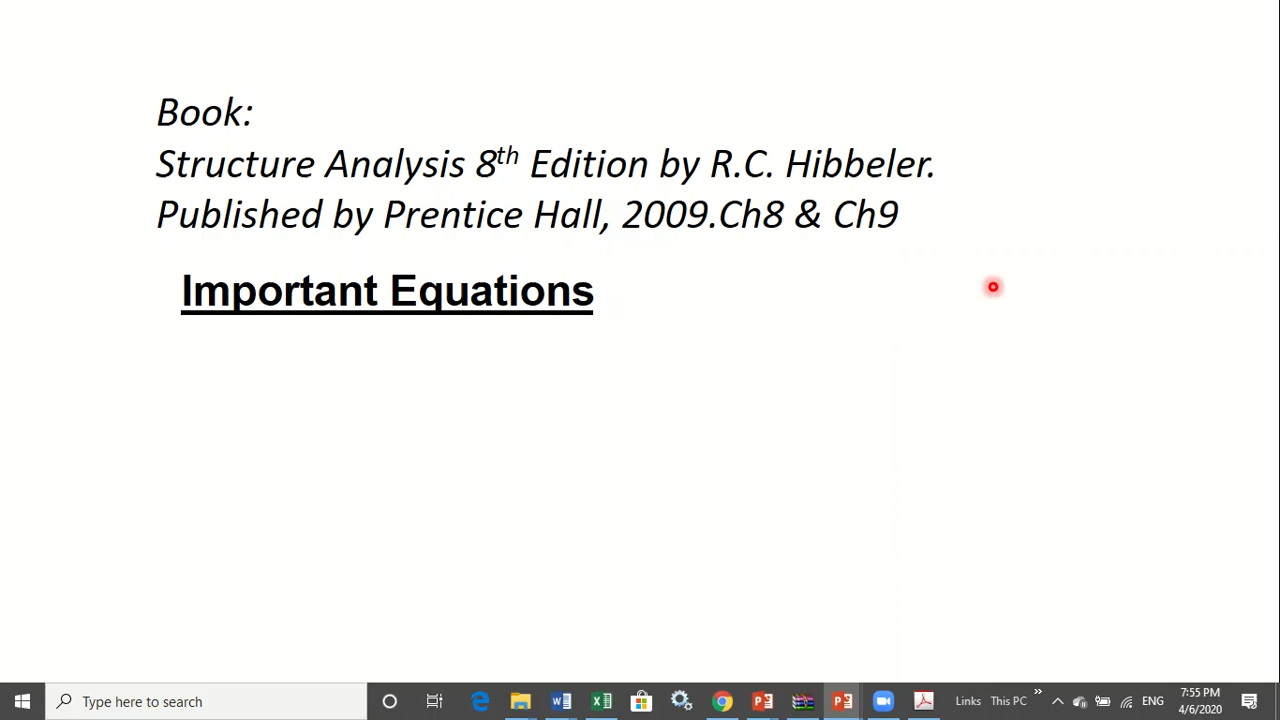 Book:
Structure Analysis 8th Edition by R.C. Hibbeler.
Published by Prentice Hall, 2009.Ch8 & Ch9
Important Equations
Type here to search
Links This PC » ENG
7:55 PM
4/6/2020